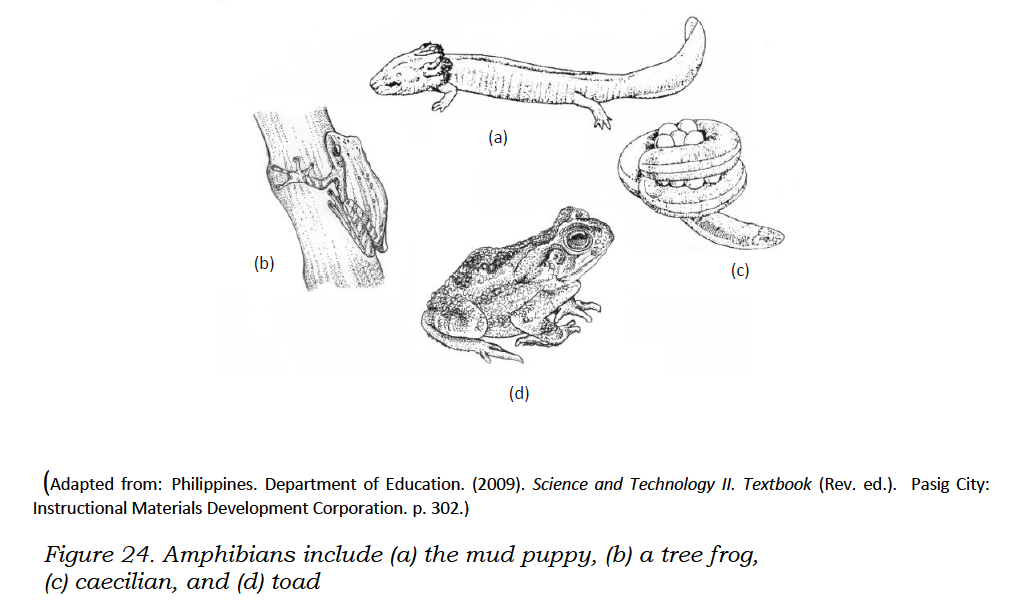 (a)
(b)
(c)
(d)
(Adapted from: Philippines. Department of Education. (2009). Science and Technology II. Textbook (Rev. ed.). Pasig City:
Instructional Materials Development Corporation. p. 302.)
Figure 24. Amphibians include (a) the mud puppy, (b) a tree frog,
(c) caecilian, and (d) toad